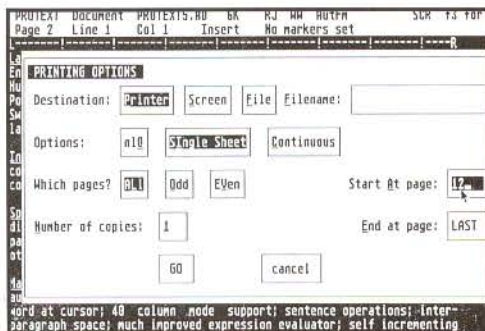 PROTEXT Document PROTEXT5.RD 6K RJ WW AutFM SCR f3 for
Page 2 Line 1 Col 1 Insert No markers set
PRINTING OPTIONS
Destination: Printer Screen File Filename:
Options: nlQ SIngle Sheet Continuous
Which pages? ALl Odd EVen Start At page: 12
Number of copies: 1 End at page: LAST
GO cancel
word at cursor; 40 column mode support; sentence operations; inter-
paragraph space; much improved expression evaluator; self incrementing